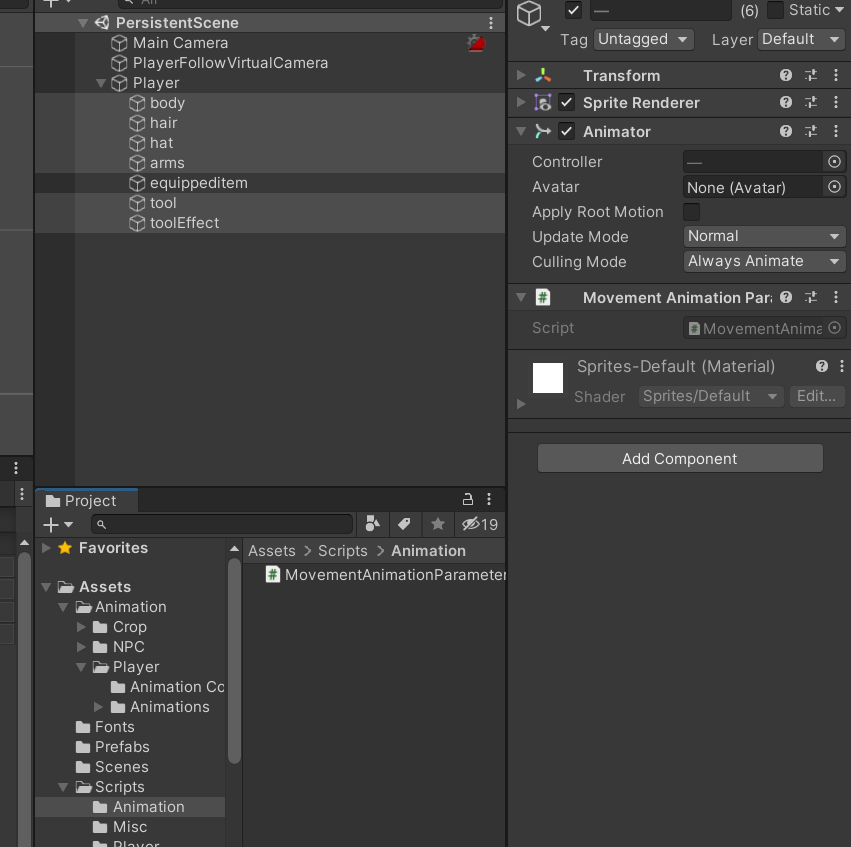 All
PersistentScene
Main Camera
PlayerFollowVirtualCamera
Player
body
hair
hat
arms
equippeditem
tool
toolEffect
Project
19
Favorites
Assets
Animation
Crop
NPC
Player
Animation Co
Animations
Fonts
Prefabs
Scenes
Scripts
Animation
Misc
Player
Assets > Scripts > Animation
MovementAnimationParameter
— (6) Static
Tag Untagged Layer Default
Transform
Sprite Renderer
Animator
Controller —
Avatar None (Avatar)
Apply Root Motion
Update Mode Normal
Culling Mode Always Animate
# Movement Animation Par
Script # MovementAnima
Sprites-Default (Material)
Shader Sprites/Default Edit...
Add Component